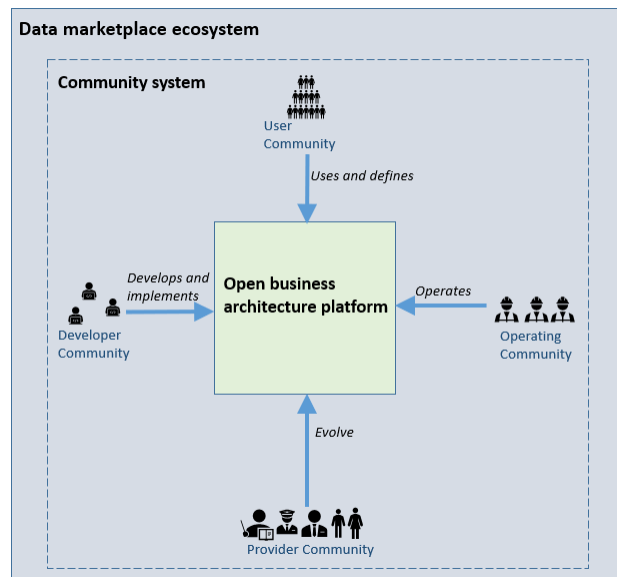 Data marketplace ecosystem
Community system
User
Community
Uses and defines
Develops and
implements
Open business
architecture platform
Operates
Developer
Community
Operating
Community
Evolve
Provider Community